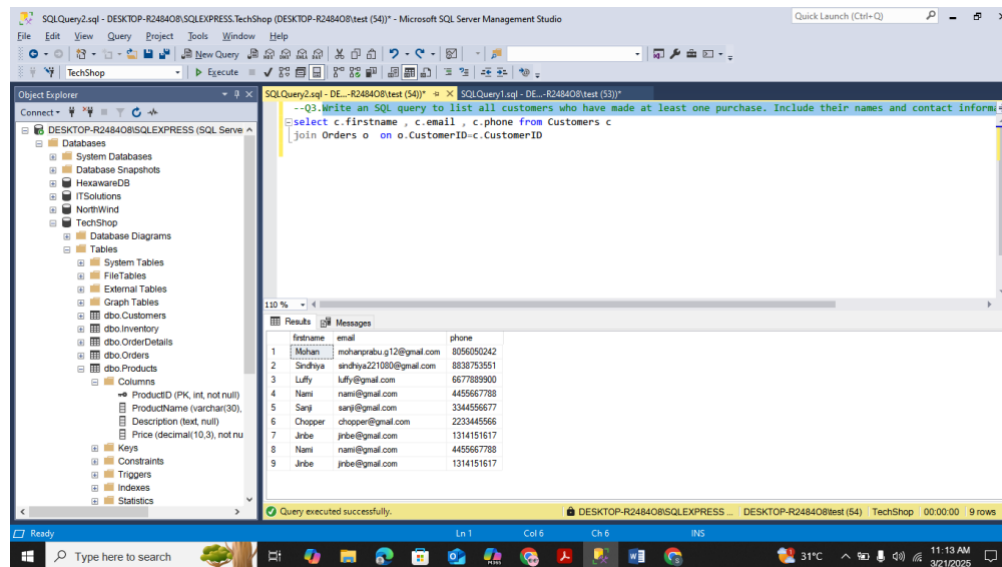 SQLQuery2.sql - DESKTOP-R2484O8\SQLEXPRESS.TechShop (DESKTOP-R2484O8\test (54))* - Microsoft SQL Server Management Studio
Quick Launch (Ctrl+Q)
File Edit View Query Project Tools Window Help
New Query
TechShop
Execute
Object Explorer
SQLQuery2.sql - DE...-R2484O8\test (54))*
SQLQuery1.sql - DE...-R2484O8\test (53))*
Connect
DESKTOP-R2484O8\SQLEXPRESS (SQL Serve
Databases
System Databases
Database Snapshots
HexawareDB
ITSolutions
NorthWind
TechShop
Database Diagrams
Tables
System Tables
FileTables
External Tables
Graph Tables
dbo.Customers
dbo.Inventory
dbo.OrderDetails
dbo.Orders
dbo.Products
Columns
ProductID (PK, int, not null)
ProductName (varchar(30),
Description (text, null)
Price (decimal(10,3), not nu
Keys
Constraints
Triggers
Indexes
Statistics
--Q3.Write an SQL query to list all customers who have made at least one purchase. Include their names and contact informa
select c.firstname , c.email , c.phone from Customers c
join Orders o on o.CustomerID=c.CustomerID
110 %
Results Messages
firstname email phone
1 Mohan mohanprabu.g12@gmail.com 8056050242
2 Sindhiya sindhiya221080@gmail.com 8838753551
3 Luffy luffy@gmail.com 6677889900
4 Nami nami@gmail.com 4455667788
5 Sanji sanji@gmail.com 3344556677
6 Chopper chopper@gmail.com 2233445566
7 Jinbe jinbe@gmail.com 1314151617
8 Nami nami@gmail.com 4455667788
9 Jinbe jinbe@gmail.com 1314151617
Query executed successfully.
DESKTOP-R2484O8\SQLEXPRESS ... DESKTOP-R2484O8\test (54) TechShop 00:00:00 9 rows
Ready
Ln 1 Col 6 Ch 6 INS
Type here to search
31°C
11:13 AM
3/21/2025